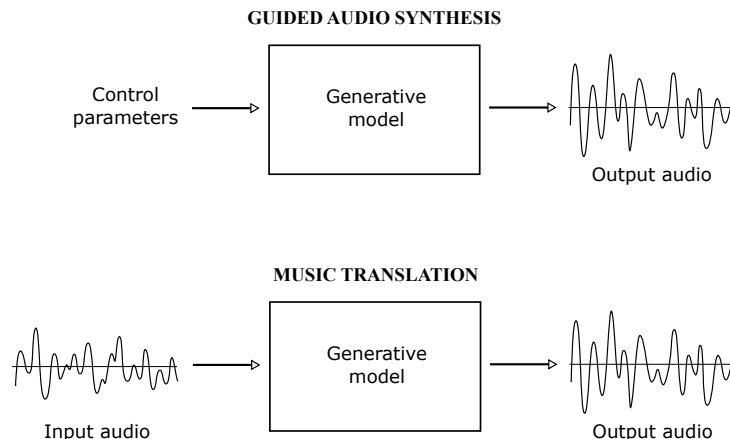 GUIDED AUDIO SYNTHESIS
Control
parameters
Generative
model
Output audio
MUSIC TRANSLATION
Generative
model
Input audio
Output audio